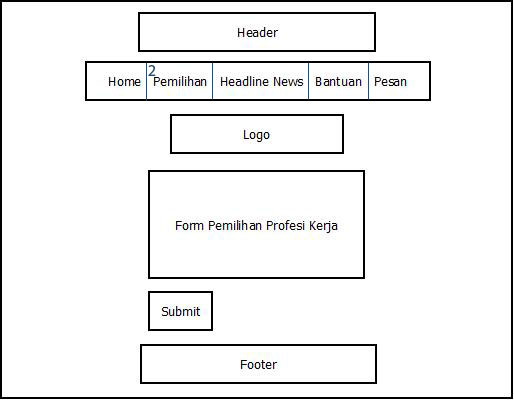 Header
2
Home Pemilihan Headline News Bantuan Pesan
Logo
Form Pemilihan Profesi Kerja
Submit
Footer